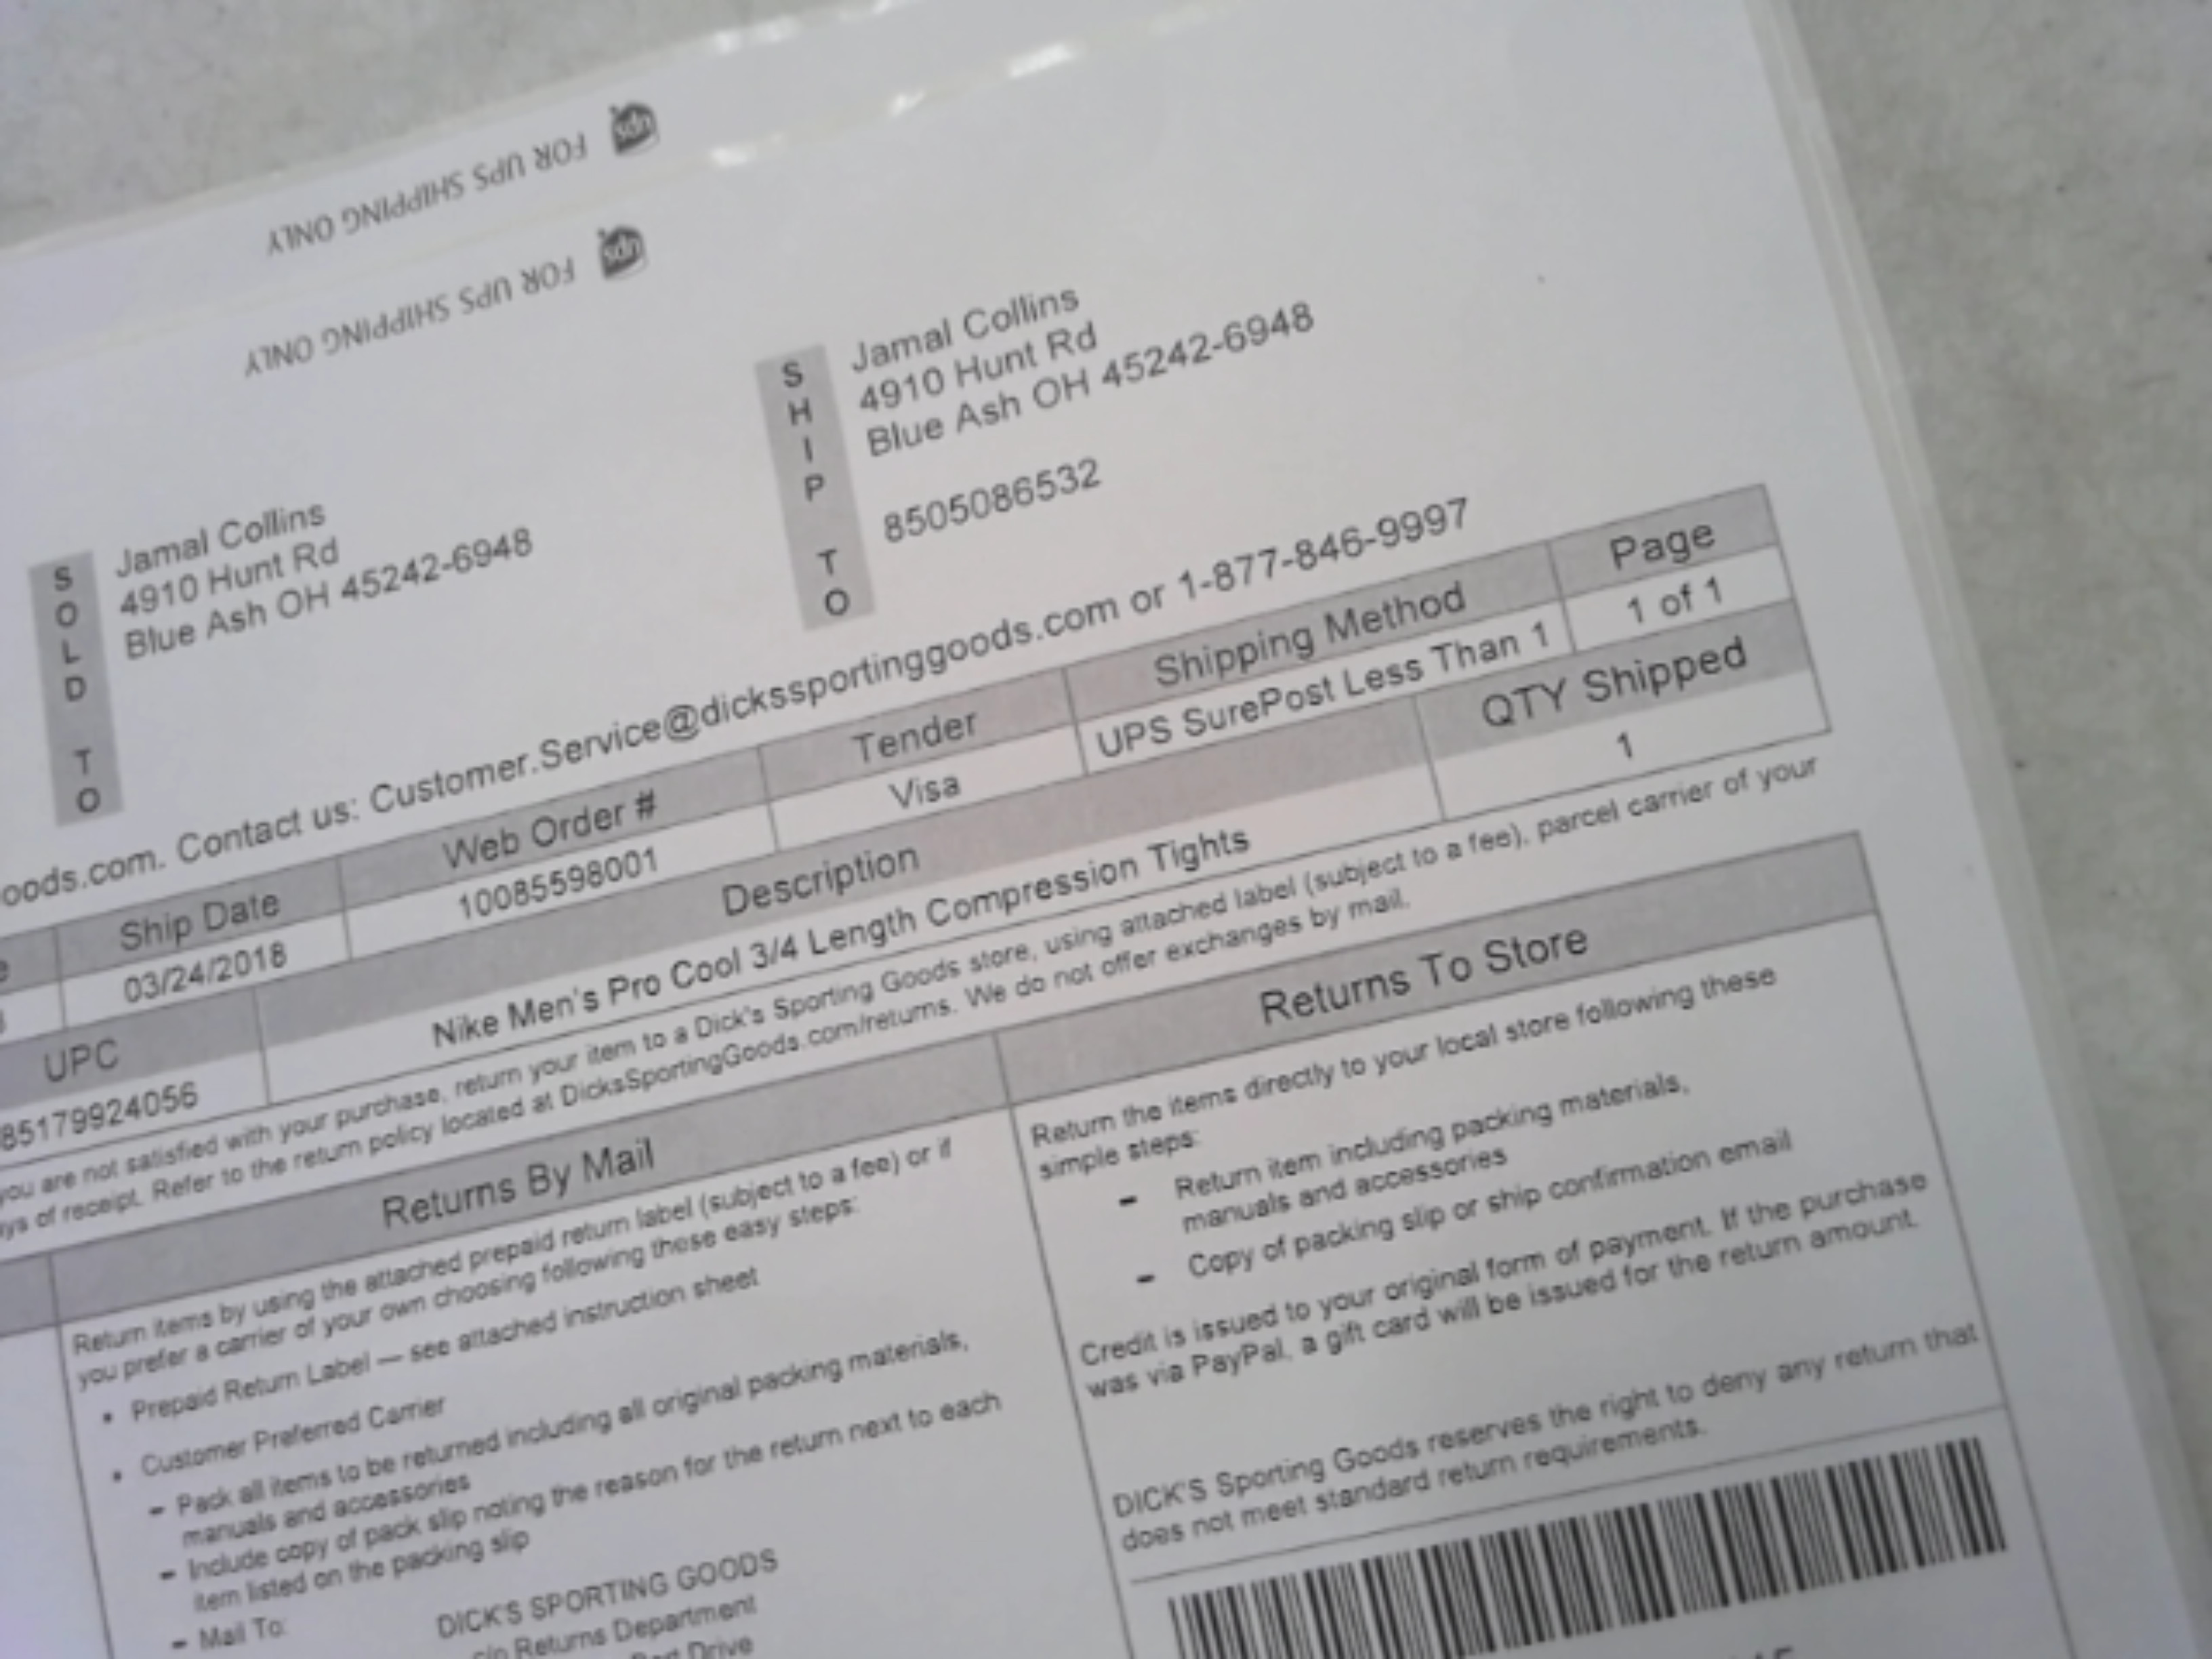 FOR UPS SHIPPING ONLY
ups
FOR UPS SHIPPING ONLY
ups
SOLD TO
Jamal Collins
4910 Hunt Rd
Blue Ash OH 45242-6948
SHIP TO
Jamal Collins
4910 Hunt Rd
Blue Ash OH 45242-6948
8505086532
oods.com. Contact us: Customer.Service@dickssportinggoods.com or 1-877-846-9997
Ship Date Web Order # Tender Shipping Method Page
03/24/2018 10085598001 Visa UPS SurePost Less Than 1 1 of 1
UPC Description QTY Shipped
85179924056 Nike Men's Pro Cool 3/4 Length Compression Tights 1
you are not satisfied with your purchase, return your item to a Dick's Sporting Goods store, using attached label (subject to a fee), parcel carrier of your
ys of receipt. Refer to the return policy located at DicksSportingGoods.com/returns. We do not offer exchanges by mail.
Returns By Mail
Return items by using the attached prepaid return label (subject to a fee) or if
you prefer a carrier of your own choosing following these easy steps:
• Prepaid Return Label — see attached instruction sheet
• Customer Preferred Carrier
– Pack all items to be returned including all original packing materials,
manuals and accessories
– Include copy of pack slip noting the reason for the return next to each
item listed on the packing slip
– Mail To:
DICK'S SPORTING GOODS
c/o Returns Department
Drive
Returns To Store
Return the items directly to your local store following these
simple steps:
– Return item including packing materials,
manuals and accessories
– Copy of packing slip or ship confirmation email
Credit is issued to your original form of payment. If the purchase
was via PayPal, a gift card will be issued for the return amount.
DICK'S Sporting Goods reserves the right to deny any return that
does not meet standard return requirements.